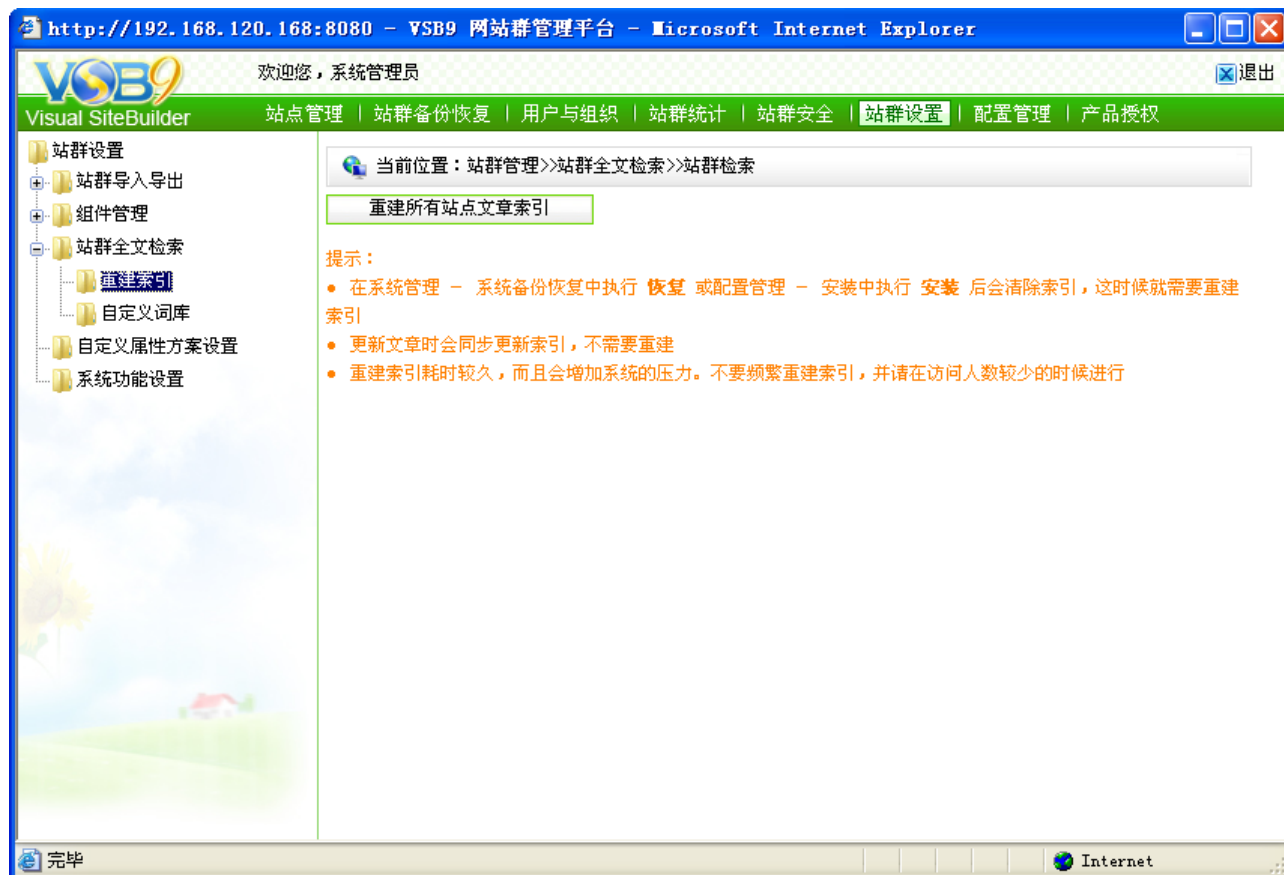 http://192.168.120.168:8080 - VSB9 网站群管理平台 - Microsoft Internet Explorer
VSB9
Visual SiteBuilder
欢迎您，系统管理员
退出
站点管理 | 站群备份恢复 | 用户与组织 | 站群统计 | 站群安全 | 站群设置 | 配置管理 | 产品授权
站群设置
站群导入导出
组件管理
站群全文检索
重建索引
自定义词库
自定义属性方案设置
系统功能设置
当前位置：站群管理>>站群全文检索>>站群检索
重建所有站点文章索引
提示：
● 在系统管理 － 系统备份恢复中执行 恢复 或配置管理 － 安装中执行 安装 后会清除索引，这时候就需要重建
索引
● 更新文章时会同步更新索引，不需要重建
● 重建索引耗时较久，而且会增加系统的压力。不要频繁重建索引，并请在访问人数较少的时候进行
完毕
Internet